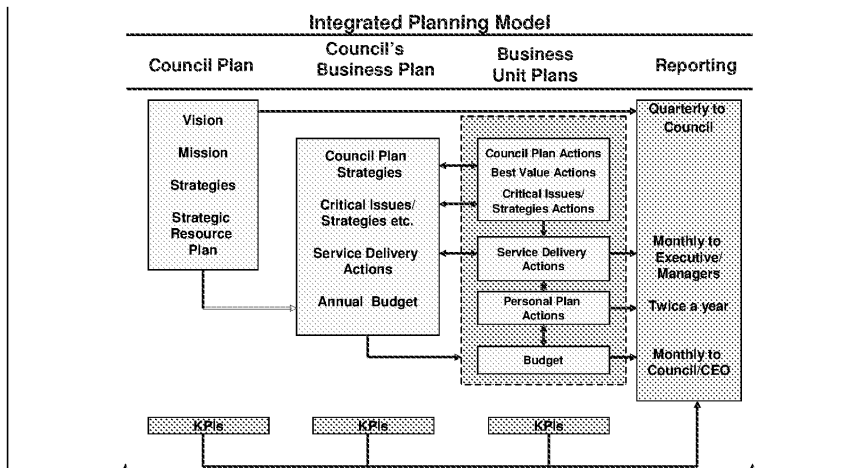 Integrated Planning Model
Council Plan
Council's
Business Plan
Business
Unit Plans
Reporting
Vision
Mission
Strategies
Strategic
Resource
Plan
Council Plan
Strategies
Critical Issues/
Strategies etc.
Service Delivery
Actions
Annual Budget
Council Plan Actions
Best Value Actions
Critical Issues/
Strategies Actions
Service Delivery
Actions
Personal Plan
Actions
Budget
Quarterly to
Council
Monthly to
Executive/
Managers
Twice a year
Monthly to
Council/CEO
KPIs
KPIs
KPIs